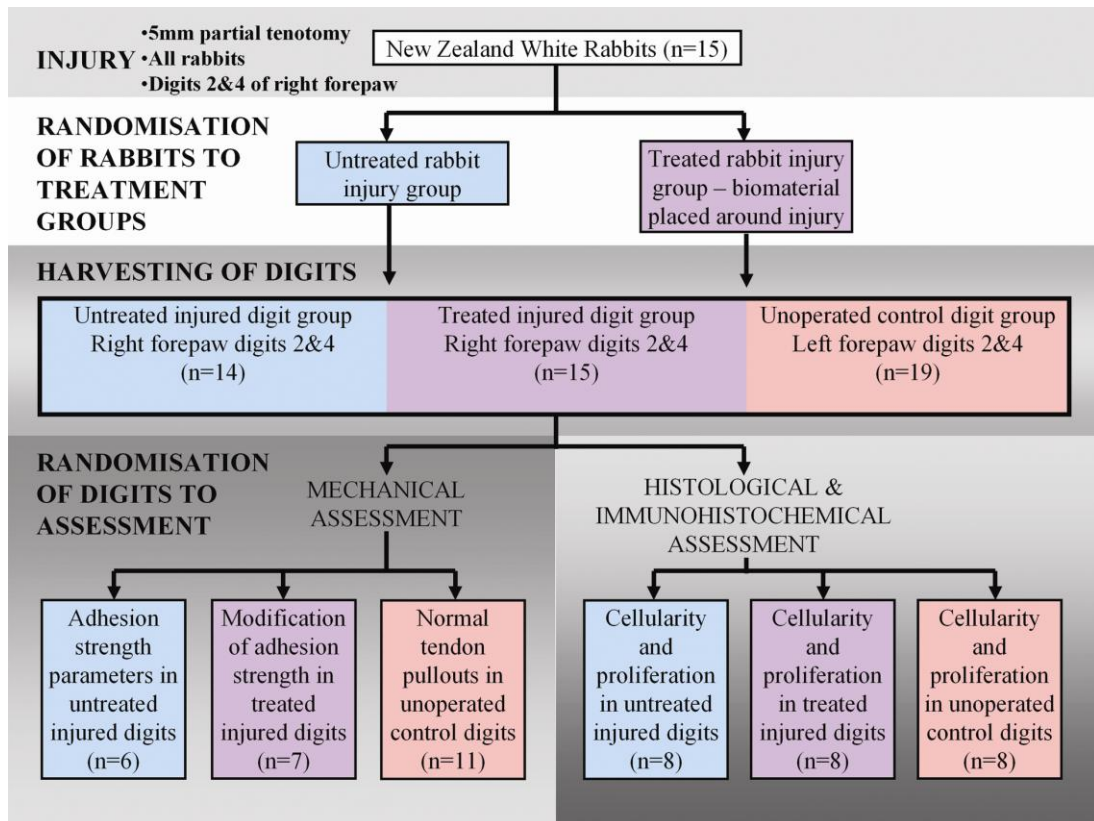 INJURY
•5mm partial tenotomy
•All rabbits
•Digits 2&4 of right forepaw
New Zealand White Rabbits (n=15)
RANDOMISATION
OF RABBITS TO
TREATMENT
GROUPS
Untreated rabbit
injury group
Treated rabbit injury
group – biomaterial
placed around injury
HARVESTING OF DIGITS
Untreated injured digit group
Right forepaw digits 2&4
(n=14)
Treated injured digit group
Right forepaw digits 2&4
(n=15)
Unoperated control digit group
Left forepaw digits 2&4
(n=19)
RANDOMISATION
OF DIGITS TO
ASSESSMENT
MECHANICAL
ASSESSMENT
HISTOLOGICAL &
IMMUNOHISTOCHEMICAL
ASSESSMENT
Adhesion
strength
parameters in
untreated
injured digits
(n=6)
Modification
of adhesion
strength in
treated
injured digits
(n=7)
Normal
tendon
pullouts in
unoperated
control digits
(n=11)
Cellularity
and
proliferation
in untreated
injured digits
(n=8)
Cellularity
and
proliferation
in treated
injured digits
(n=8)
Cellularity
and
proliferation
in unoperated
control digits
(n=8)